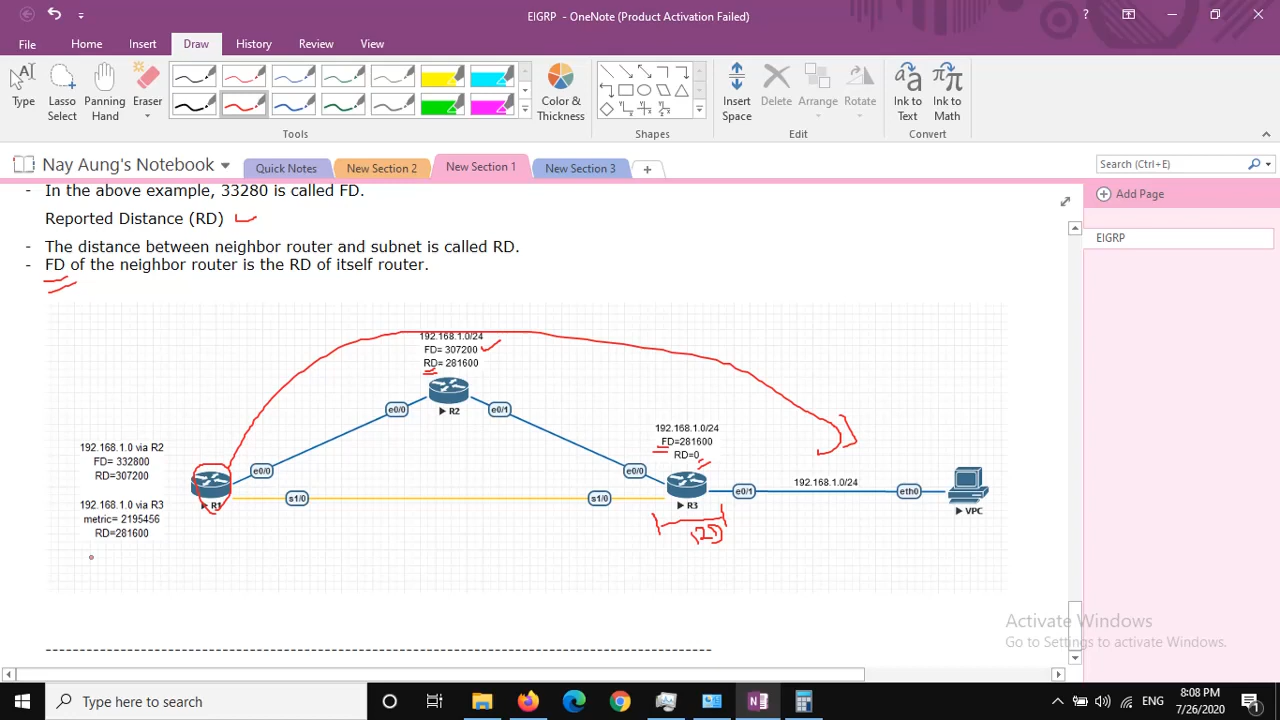 EIGRP - OneNote (Product Activation Failed)
?
File
Home
Insert
Draw
History
Review
View
Type
Lasso Select
Panning Hand
Eraser
Color & Thickness
Insert Space
Delete
Arrange
Rotate
Ink to Text
Ink to Math
Tools
Shapes
Edit
Convert
Nay Aung's Notebook
Quick Notes
New Section 2
New Section 1
New Section 3
+
Search (Ctrl+E)
Add Page
EIGRP
- In the above example, 33280 is called FD.
Reported Distance (RD)
- The distance between neighbor router and subnet is called RD.
- FD of the neighbor router is the RD of itself router.
192.168.1.0/24
FD= 307200
RD= 281600
R2
e0/0
e0/1
192.168.1.0/24
FD=281600
RD=0
192.168.1.0 via R2
FD= 332800
RD=307200
e0/0
e0/0
192.168.1.0/24
R1
s1/0
s1/0
R3
e0/1
eth0
VPC
192.168.1.0 via R3
metric= 2195456
RD=281600
--------------------------------------------------------------------------------------------
Activate Windows
Go to Settings to activate Windows.
Type here to search
ENG
8:08 PM
7/26/2020
1